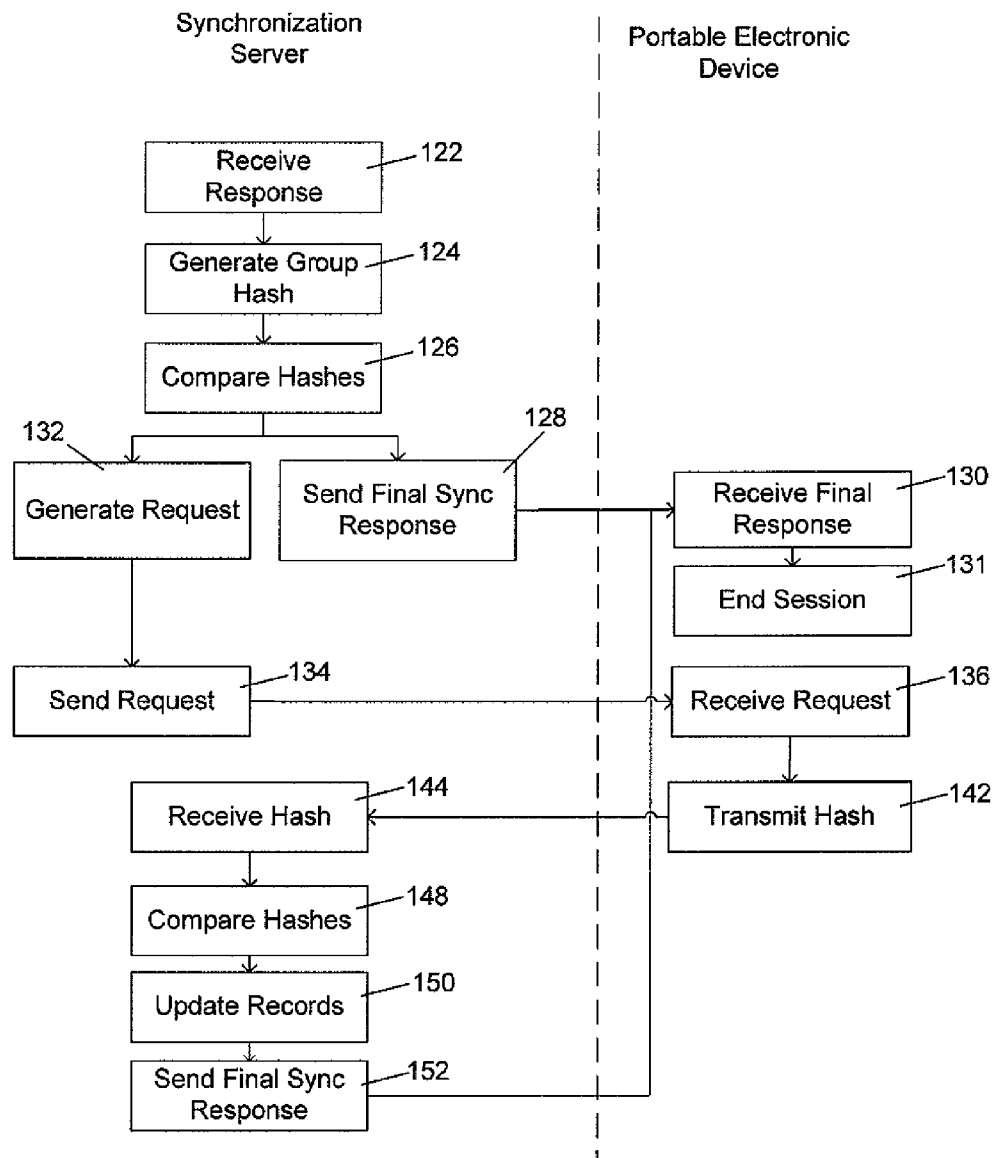 Synchronization
Server
Portable Electronic
Device
Receive
Response
122
Generate Group
Hash
124
Compare Hashes
126
132
Generate Request
128
Send Final Sync
Response
Receive Final
Response
130
End Session
131
Send Request
134
Receive Request
136
Receive Hash
144
Transmit Hash
142
Compare Hashes
148
Update Records
150
Send Final Sync
Response
152